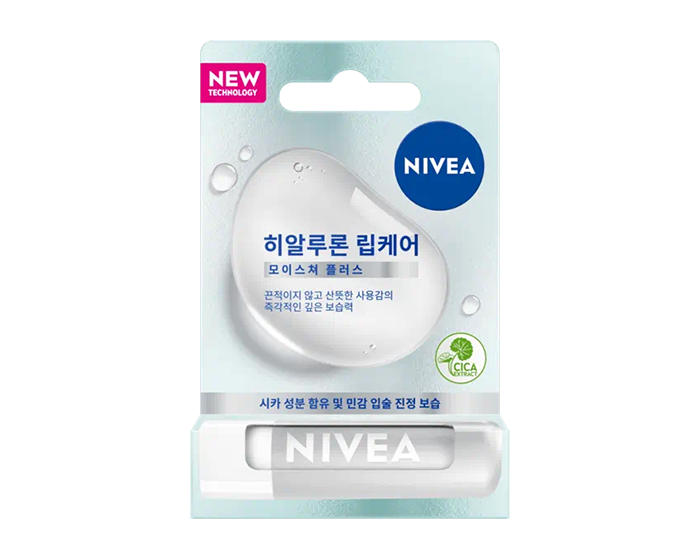 NEW
TECHNOLOGY
NIVEA
히알루론 립케어
모이스쳐 플러스
끈적이지 않고 산뜻한 사용감의
즉각적인 깊은 보습력
CICA
EXTRACT
시카 성분 함유 및 민감 입술 진정 보습
NIVEA